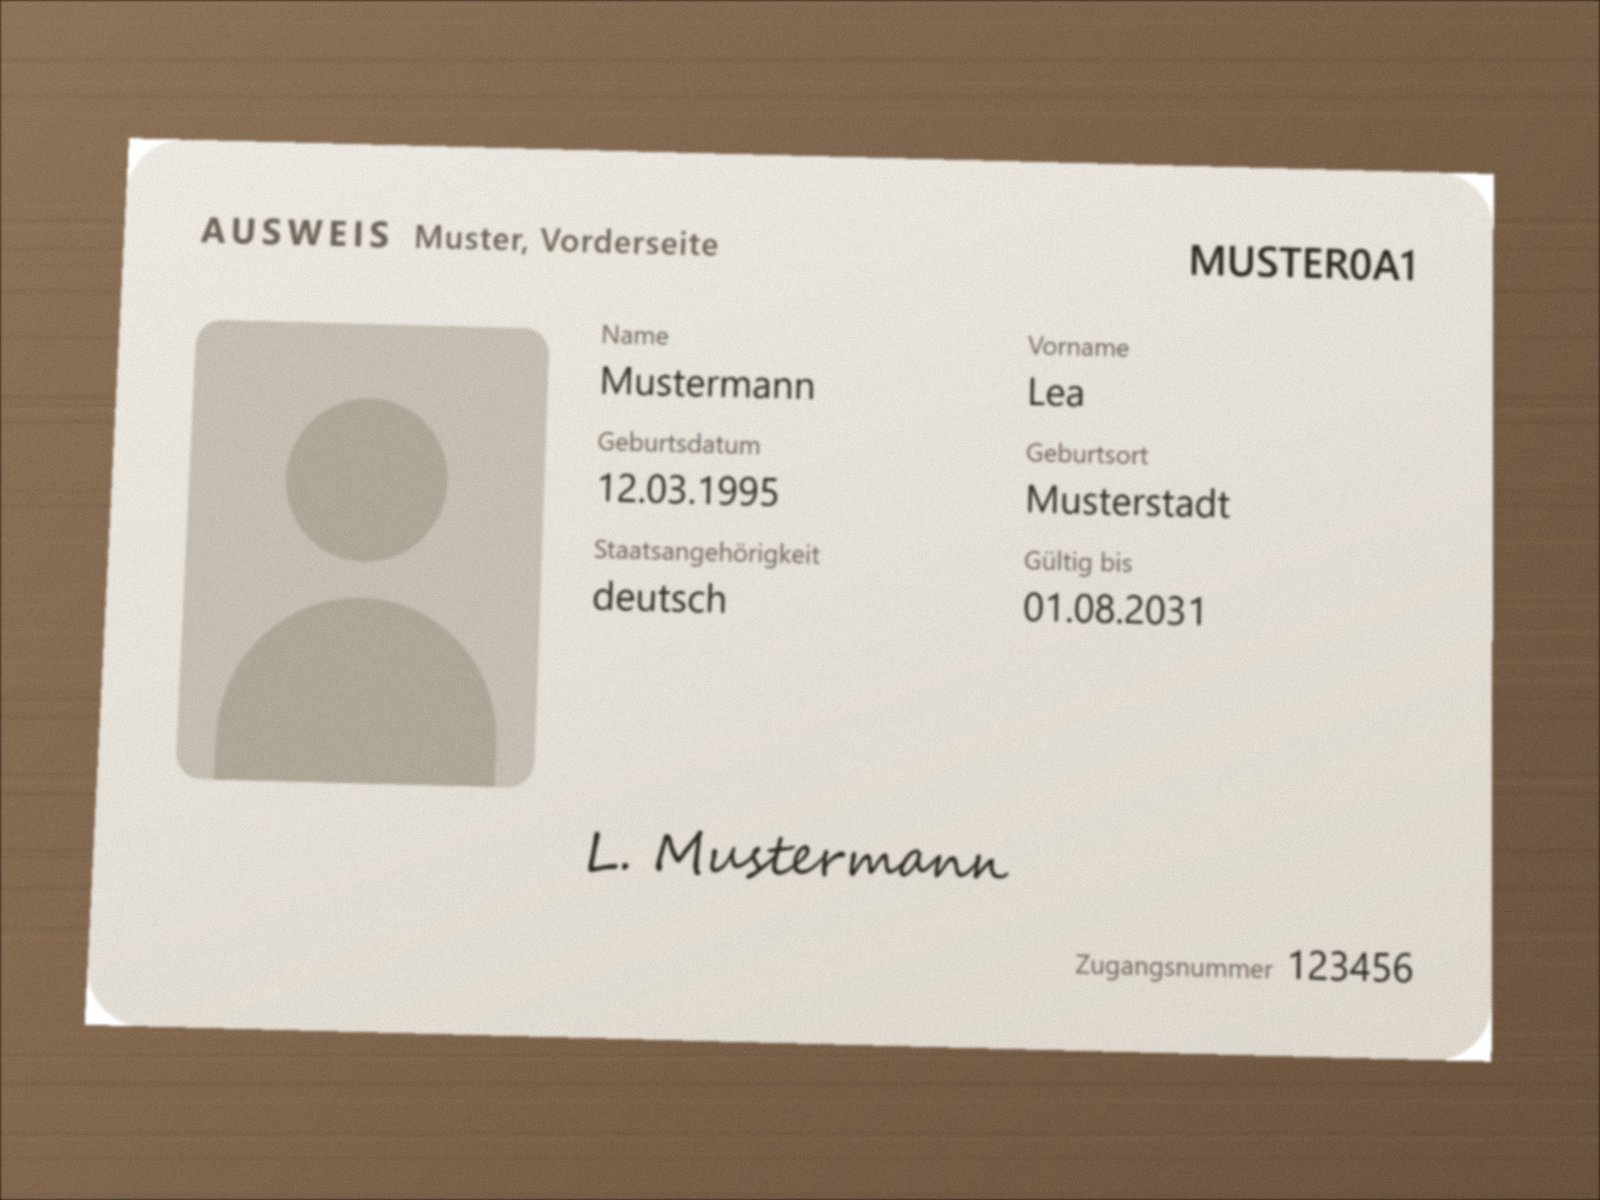 AUSWEIS Muster, Vorderseite
MUSTER0A1
Name
Mustermann
Vorname
Lea
Geburtsdatum
12.03.1995
Geburtsort
Musterstadt
Staatsangehörigkeit
deutsch
Gültig bis
01.08.2031
L. Mustermann
Zugangsnummer 123456